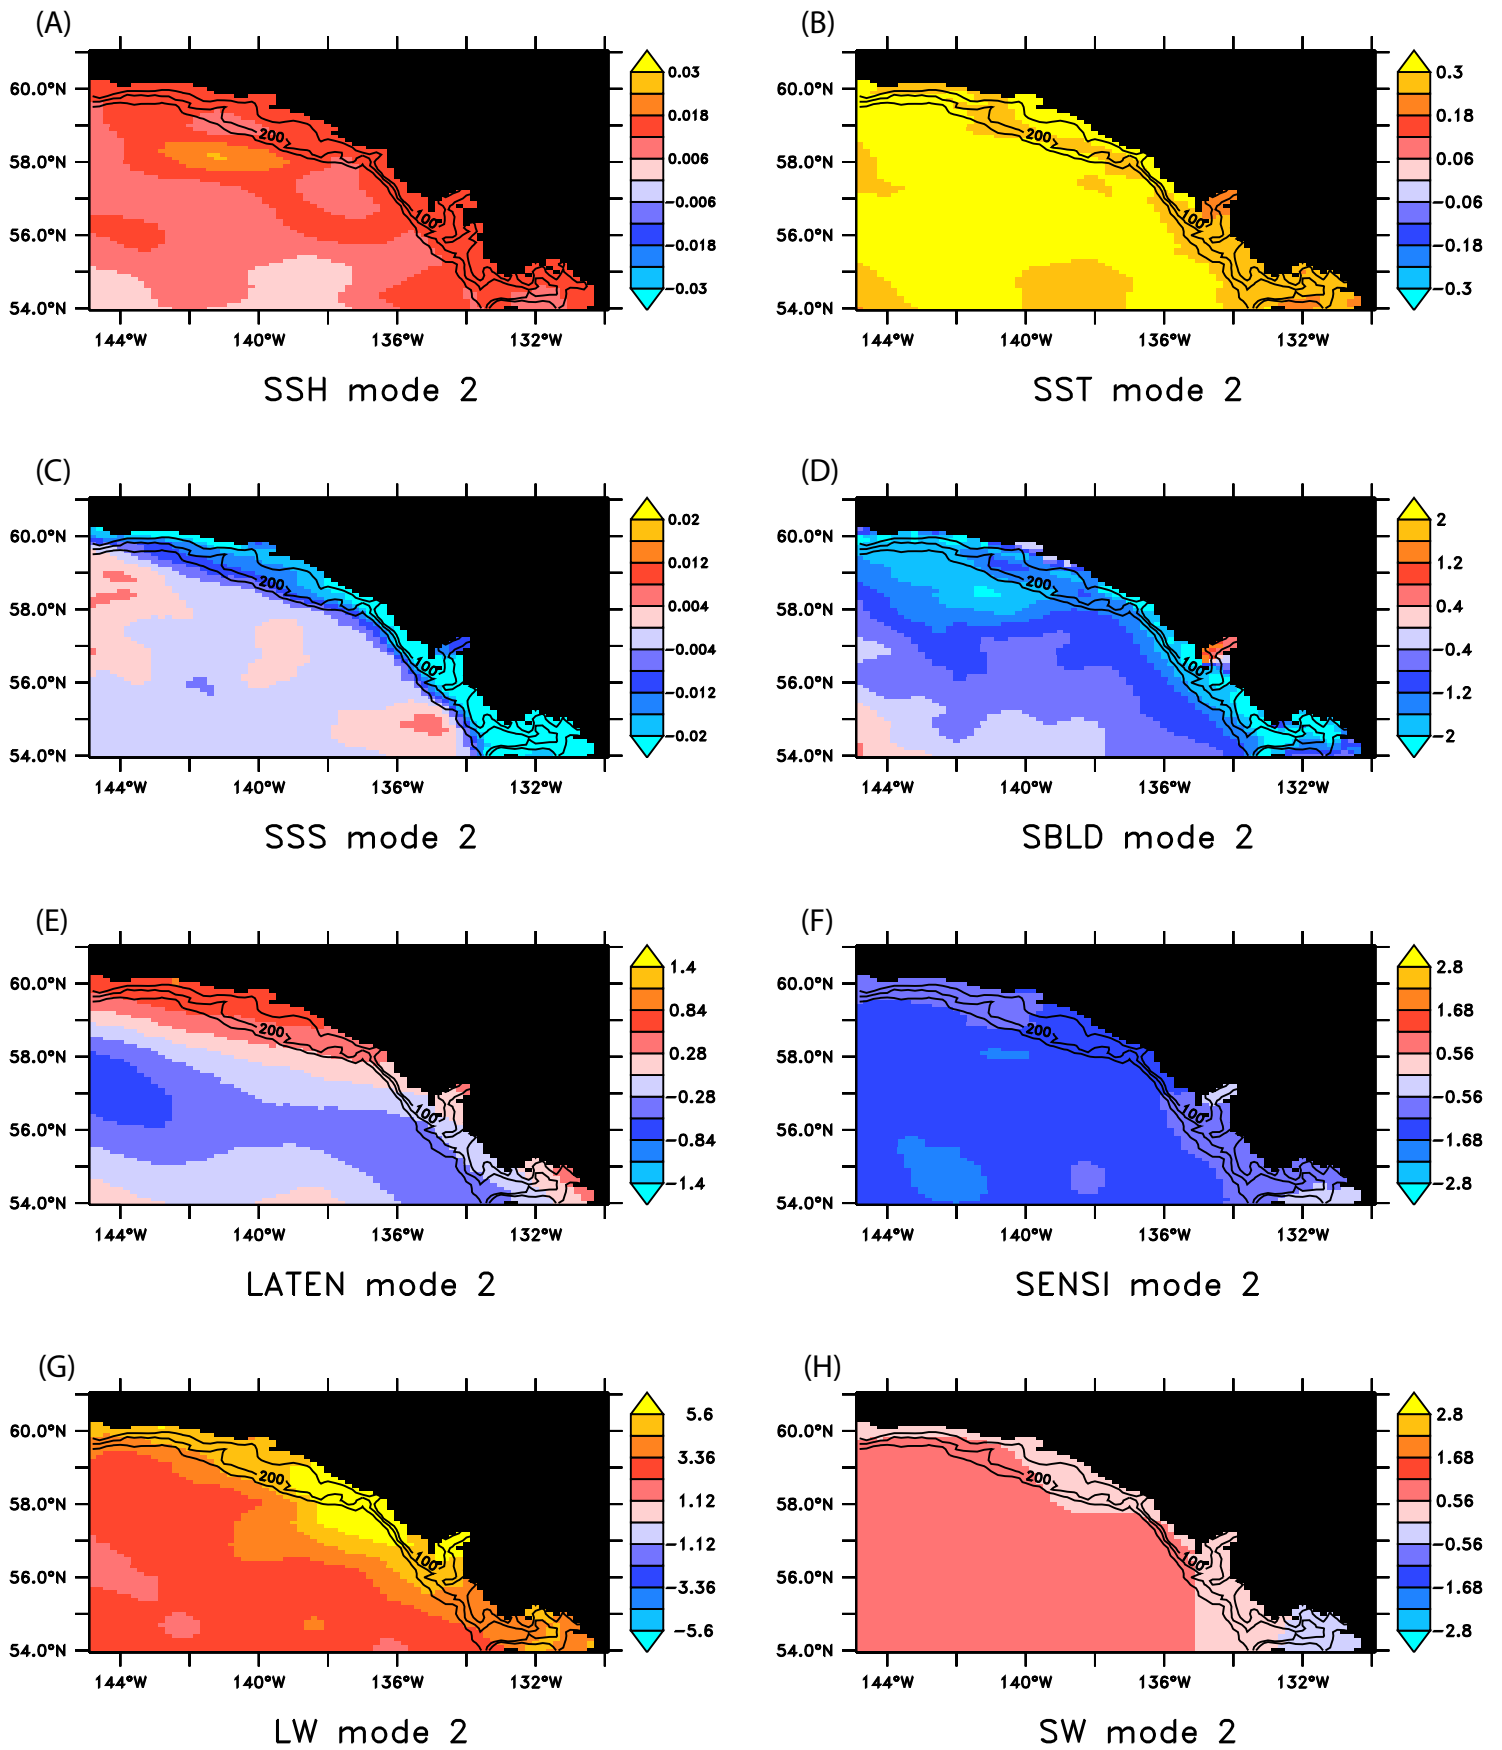 (A) (B)
60.0°N 58.0°N 56.0°N 54.0°N
200 100
0.03 0.018 0.006 −0.006 −0.018 −0.03
144°W 140°W 136°W 132°W
SSH mode 2
60.0°N 58.0°N 56.0°N 54.0°N
200 100
0.3 0.18 0.06 −0.06 −0.18 −0.3
144°W 140°W 136°W 132°W
SST mode 2
(C) (D)
60.0°N 58.0°N 56.0°N 54.0°N
200 100
0.02 0.012 0.004 −0.004 −0.012 −0.02
144°W 140°W 136°W 132°W
SSS mode 2
60.0°N 58.0°N 56.0°N 54.0°N
200 100
2 1.2 0.4 −0.4 −1.2 −2
144°W 140°W 136°W 132°W
SBLD mode 2
(E) (F)
60.0°N 58.0°N 56.0°N 54.0°N
200 100
1.4 0.84 0.28 −0.28 −0.84 −1.4
144°W 140°W 136°W 132°W
LATEN mode 2
60.0°N 58.0°N 56.0°N 54.0°N
200 100
2.8 1.68 0.56 −0.56 −1.68 −2.8
144°W 140°W 136°W 132°W
SENSI mode 2
(G) (H)
60.0°N 58.0°N 56.0°N 54.0°N
200 100
5.6 3.36 1.12 −1.12 −3.36 −5.6
144°W 140°W 136°W 132°W
LW mode 2
60.0°N 58.0°N 56.0°N 54.0°N
200 100
2.8 1.68 0.56 −0.56 −1.68 −2.8
144°W 140°W 136°W 132°W
SW mode 2